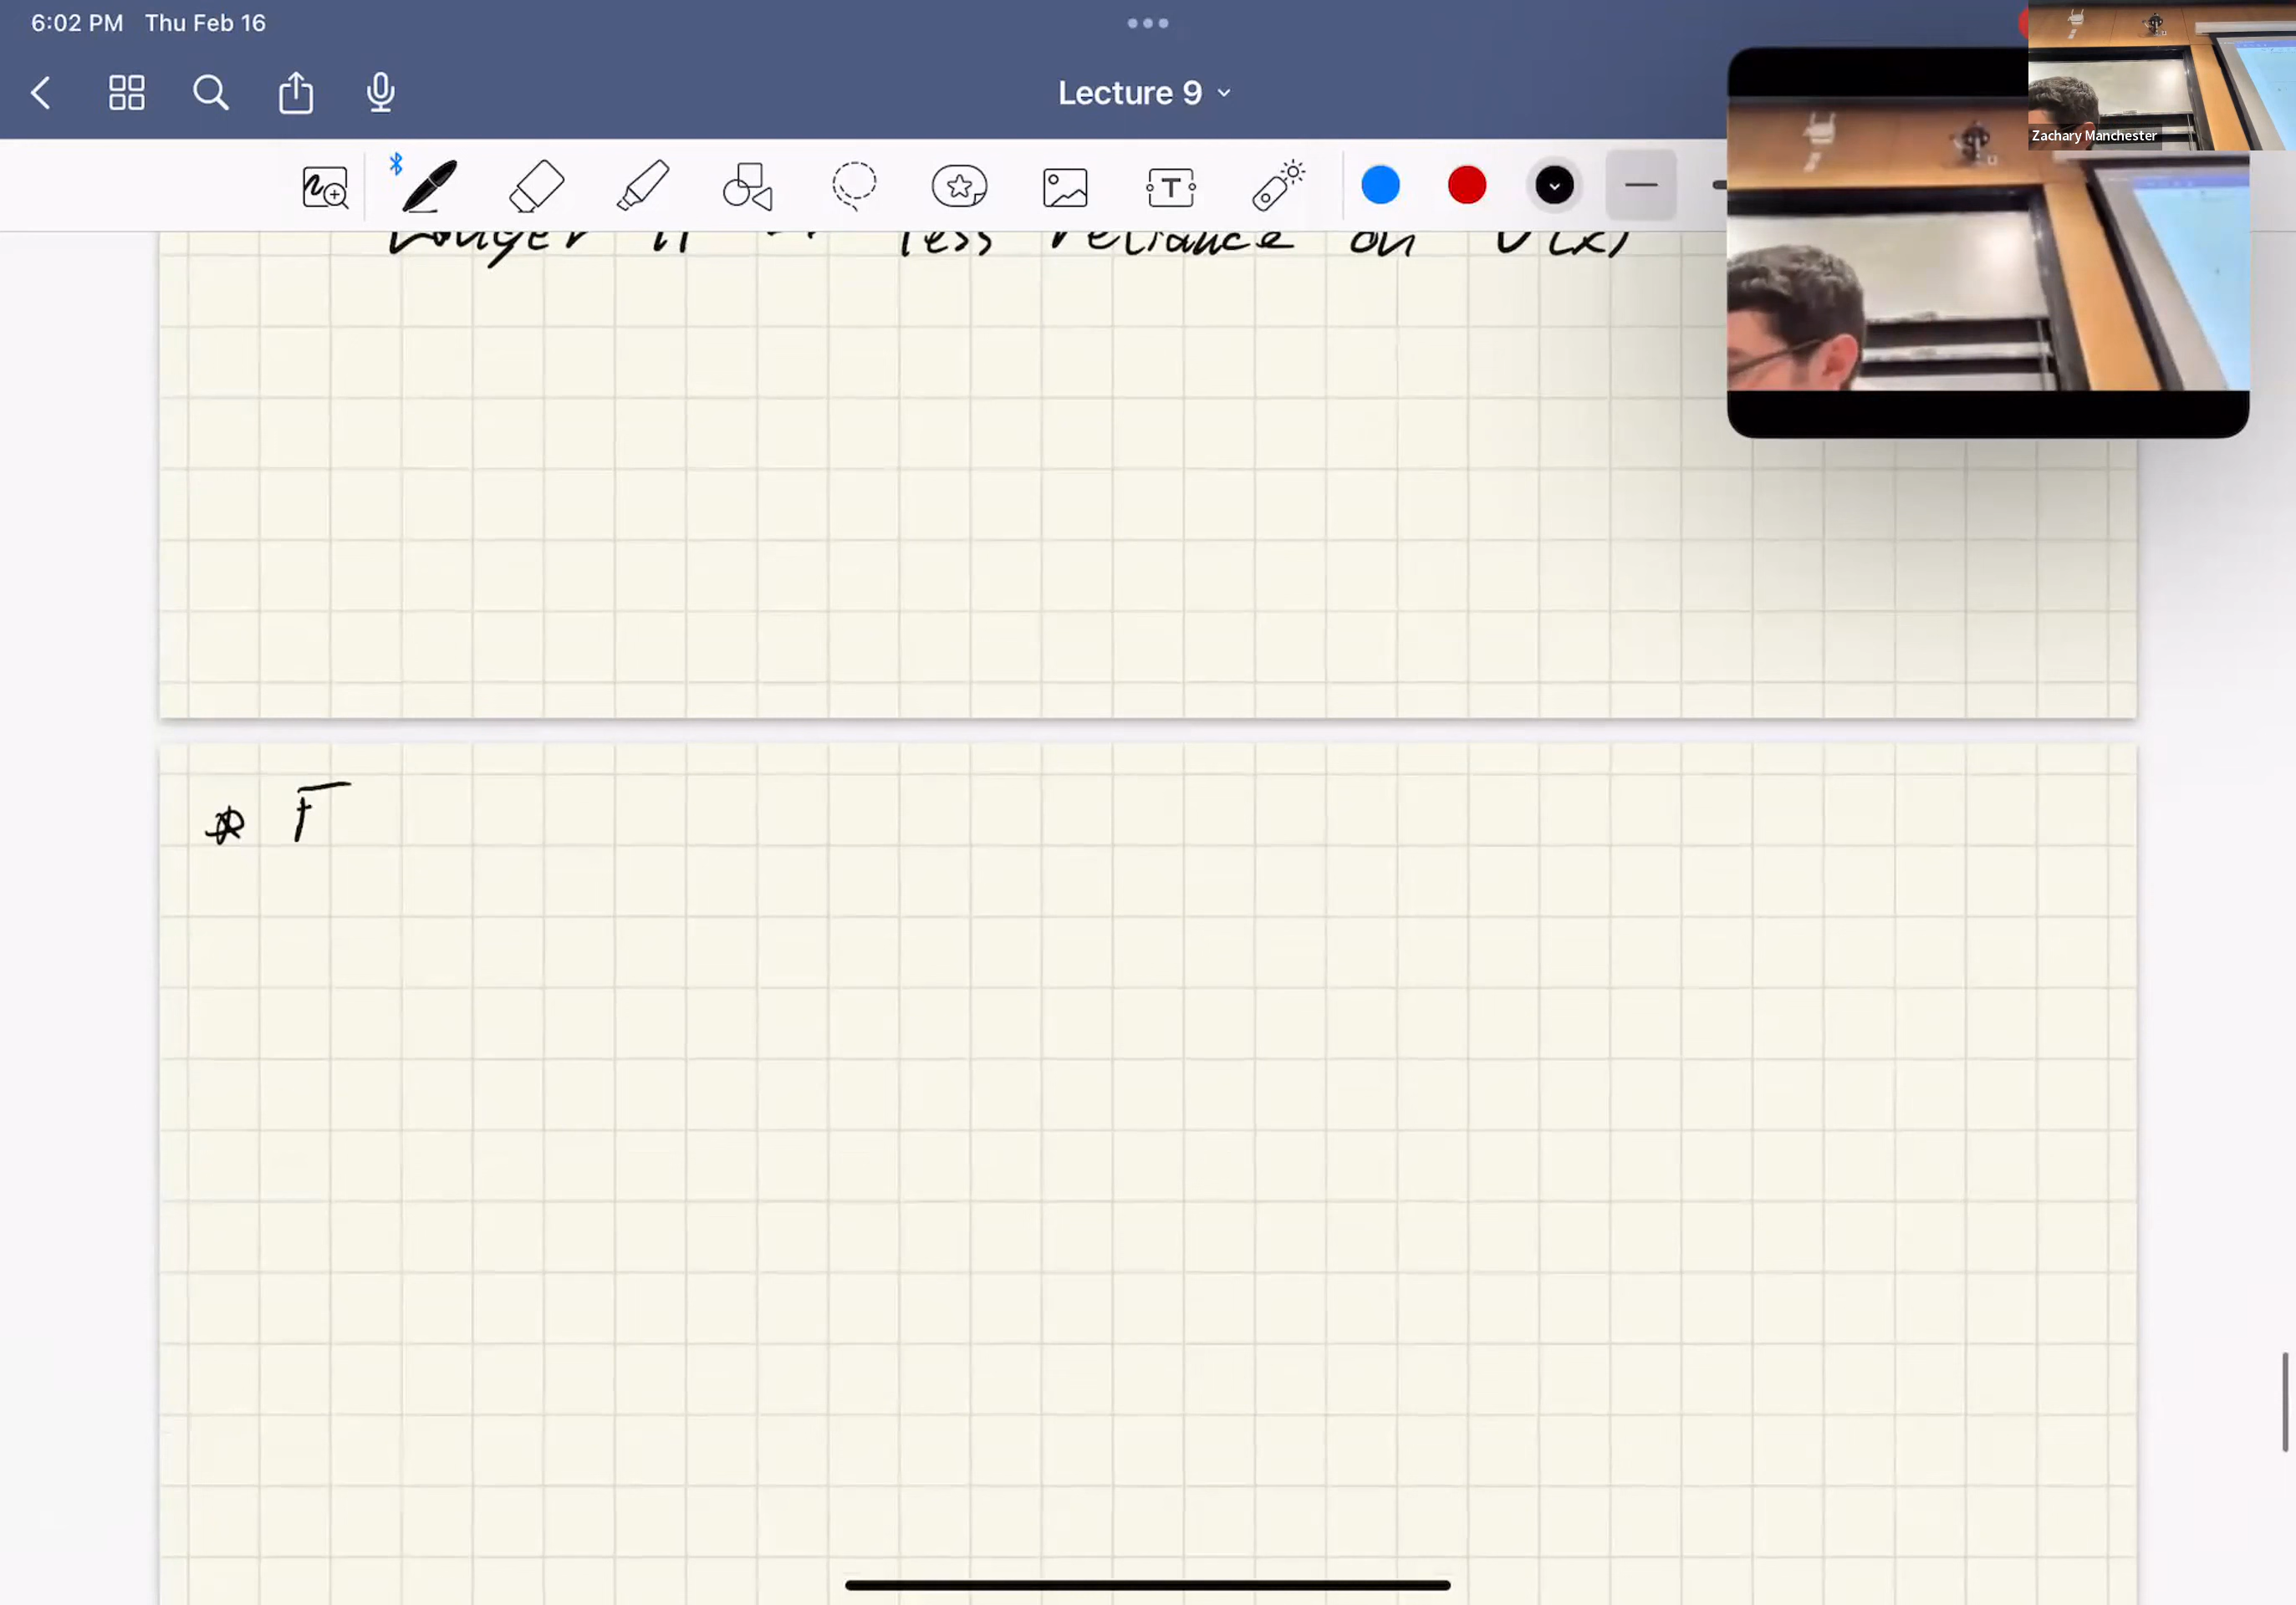 6:02 PM Thu Feb 16
Lecture 9
Zachary Manchester
T
less reliance on
* F